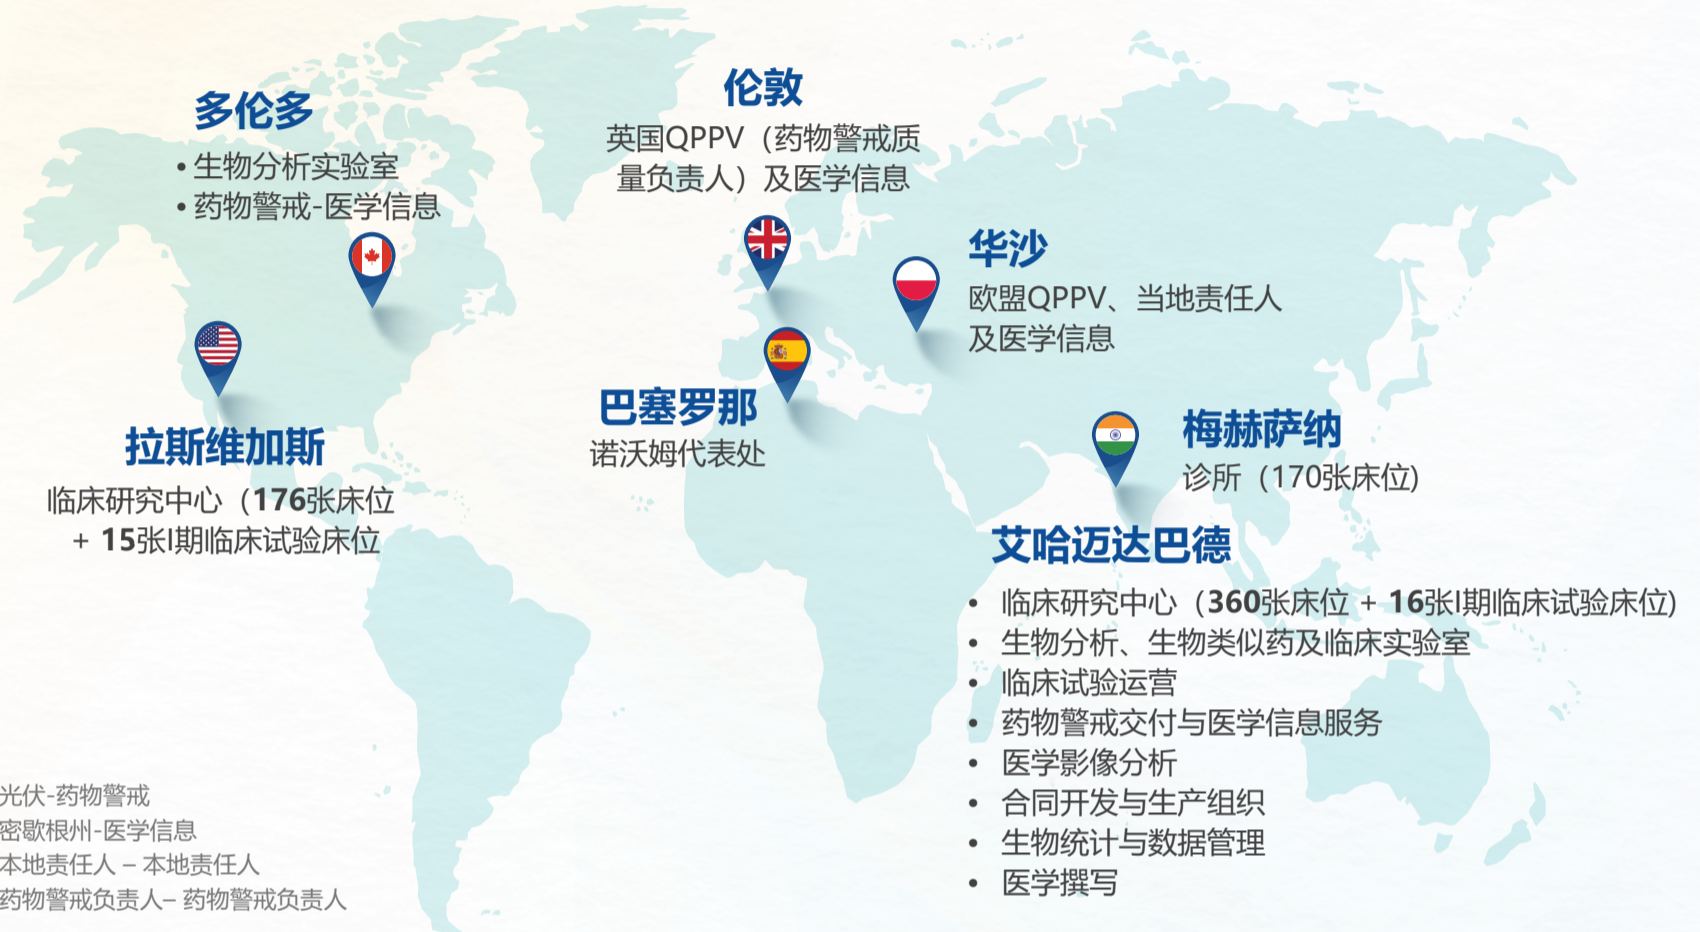 多伦多
• 生物分析实验室
• 药物警戒-医学信息
伦敦
英国QPPV（药物警戒质
量负责人）及医学信息
华沙
欧盟QPPV、当地责任人
及医学信息
拉斯维加斯
临床研究中心（176张床位
+ 15张I期临床试验床位
巴塞罗那
诺沃姆代表处
梅赫萨纳
诊所（170张床位)
艾哈迈达巴德
• 临床研究中心（360张床位 + 16张I期临床试验床位)
• 生物分析、生物类似药及临床实验室
• 临床试验运营
• 药物警戒交付与医学信息服务
• 医学影像分析
• 合同开发与生产组织
• 生物统计与数据管理
• 医学撰写
光伏-药物警戒
密歇根州-医学信息
本地责任人 – 本地责任人
药物警戒负责人– 药物警戒负责人